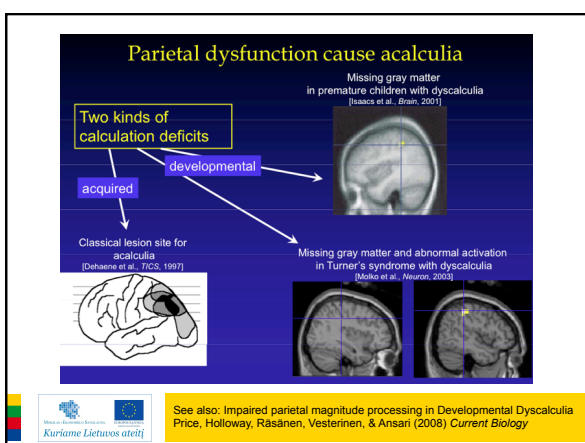 Parietal dysfunction cause acalculia
Missing gray matter
in premature children with dyscalculia
[Isaacs et al., Brain, 2001]
Two kinds of
calculation deficits
developmental
acquired
Classical lesion site for
acalculia
[Dehaene et al., TICS, 1997]
Missing gray matter and abnormal activation
in Turner's syndrome with dyscalculia
[Molko et al., Neuron, 2003]
Kuriame Lietuvos ateitį
See also: Impaired parietal magnitude processing in Developmental Dyscalculia
Price, Holloway, Räsänen, Vesterinen, & Ansari (2008) Current Biology